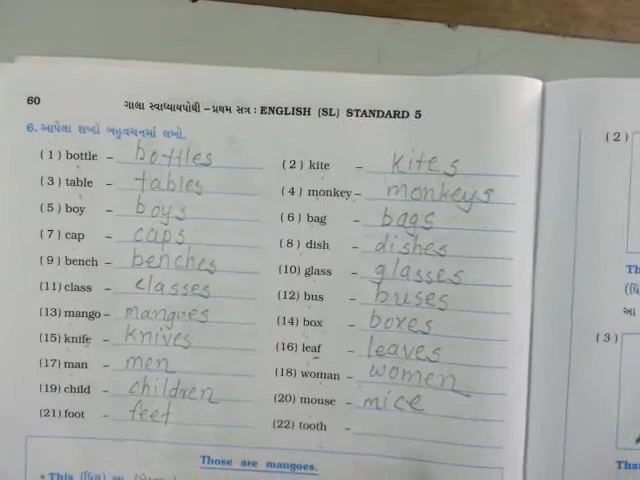 60
ગાલા સ્વાધ્યાયપોથી – પ્રથમ સત્ર : ENGLISH (SL) STANDARD 5
6. આપેલા શબ્દો બહુવચનમાં લખો.
(1) bottle – bottles (2) kite – kites
(3) table – tables (4) monkey – monkeys
(5) boy – boys (6) bag – bags
(7) cap – caps (8) dish – dishes
(9) bench – benches (10) glass – glasses
(11) class – classes (12) bus – buses
(13) mango – mangoes (14) box – boxes
(15) knife – knives (16) leaf – leaves
(17) man – men (18) woman – women
(19) child – children (20) mouse – mice
(21) foot – feet (22) tooth –
Those are mangoes.
• This
(2)
(3)